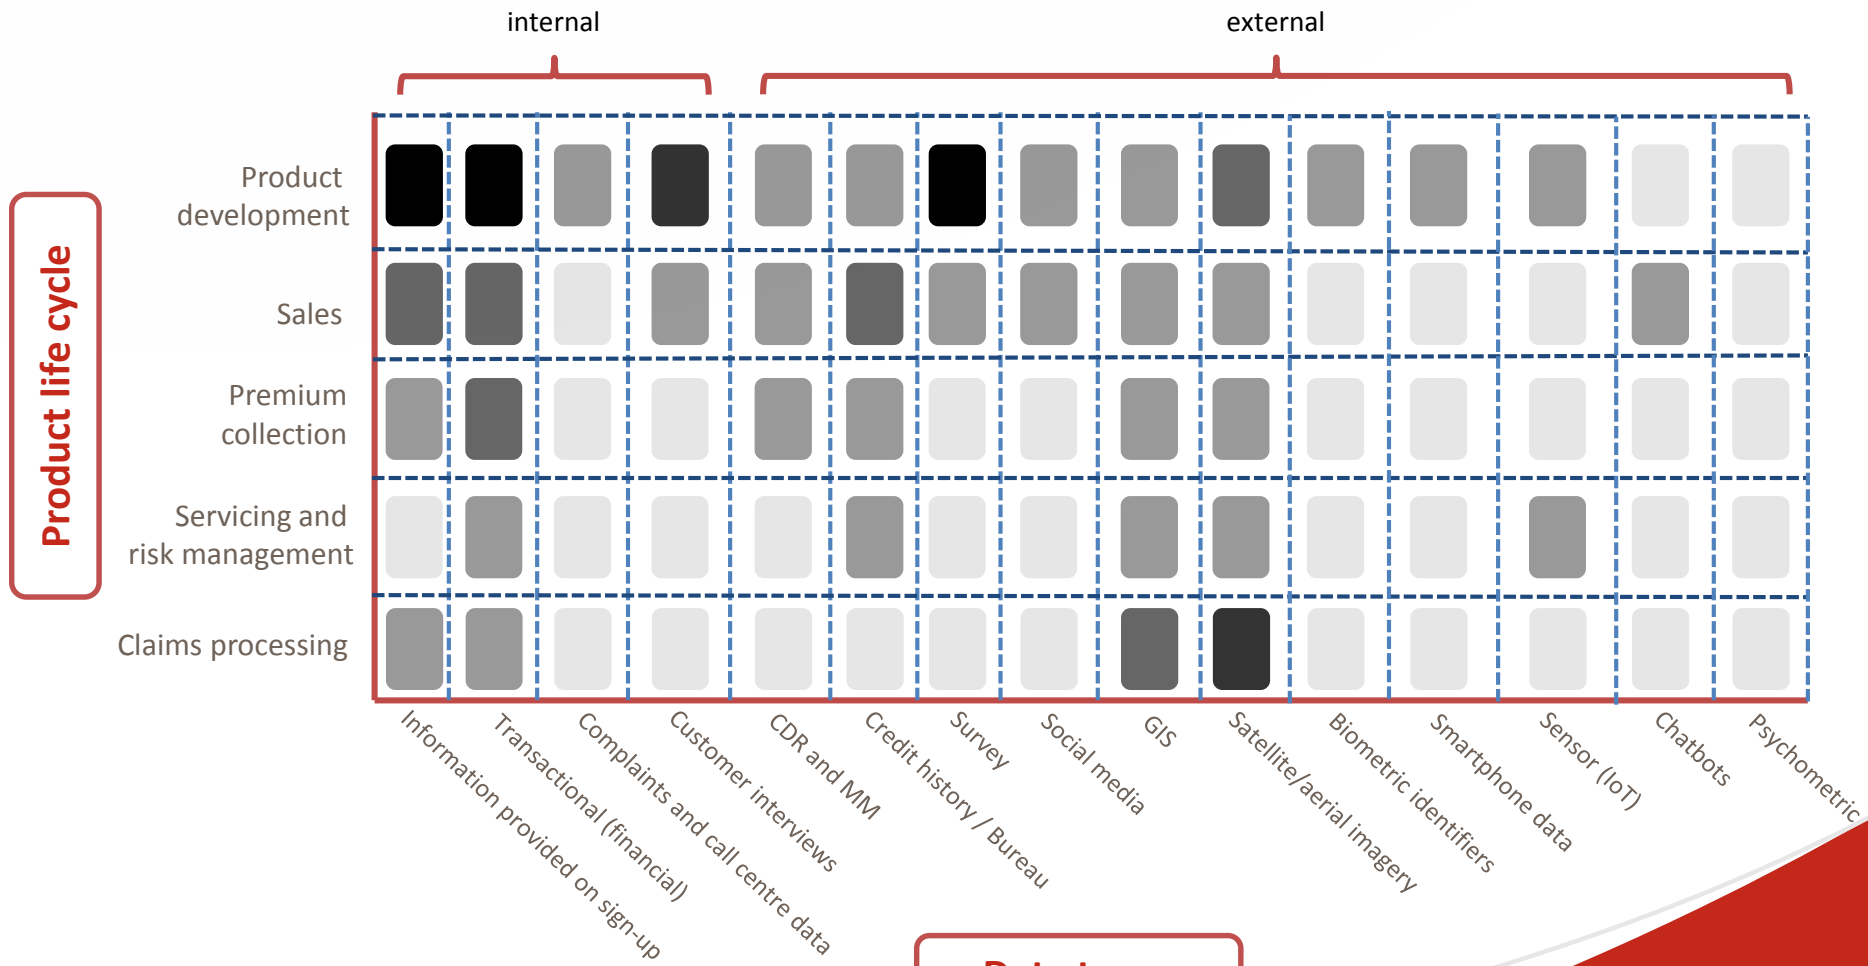 internal
external
Product life cycle
Product
development
Sales
Premium
collection
Servicing and
risk management
Claims processing
Information provided on sign-up
Transactional (financial)
Complaints and call centre data
Customer interviews
CDR and MM
Credit history / Bureau
Survey
Social media
GIS
Satellite/aerial imagery
Biometric identifiers
Smartphone data
Sensor (IoT)
Chatbots
Psychometric